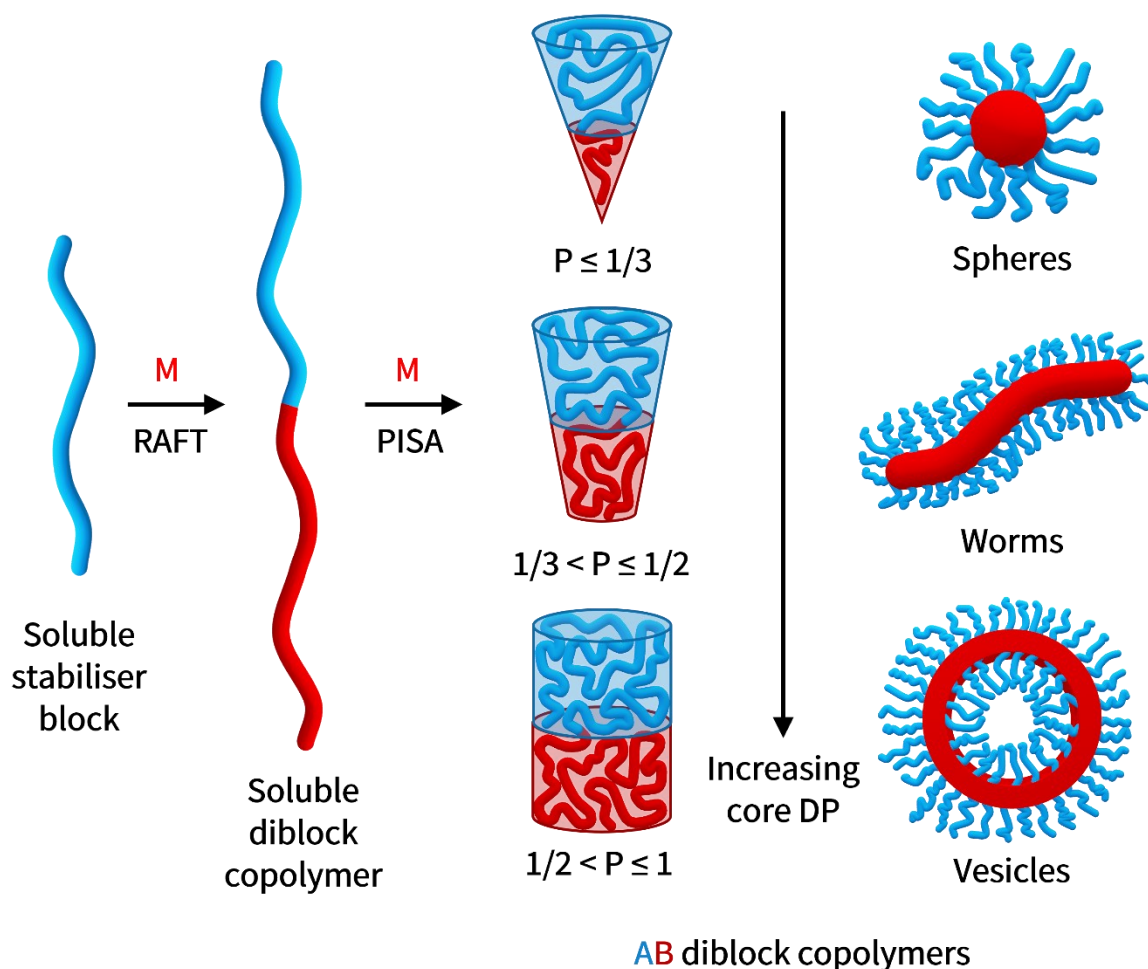 Soluble
stabiliser
block
M
RAFT
Soluble
diblock
copolymer
M
PISA
P ≤ 1/3
1/3 < P ≤ 1/2
1/2 < P ≤ 1
Increasing
core DP
Spheres
Worms
Vesicles
AB diblock copolymers